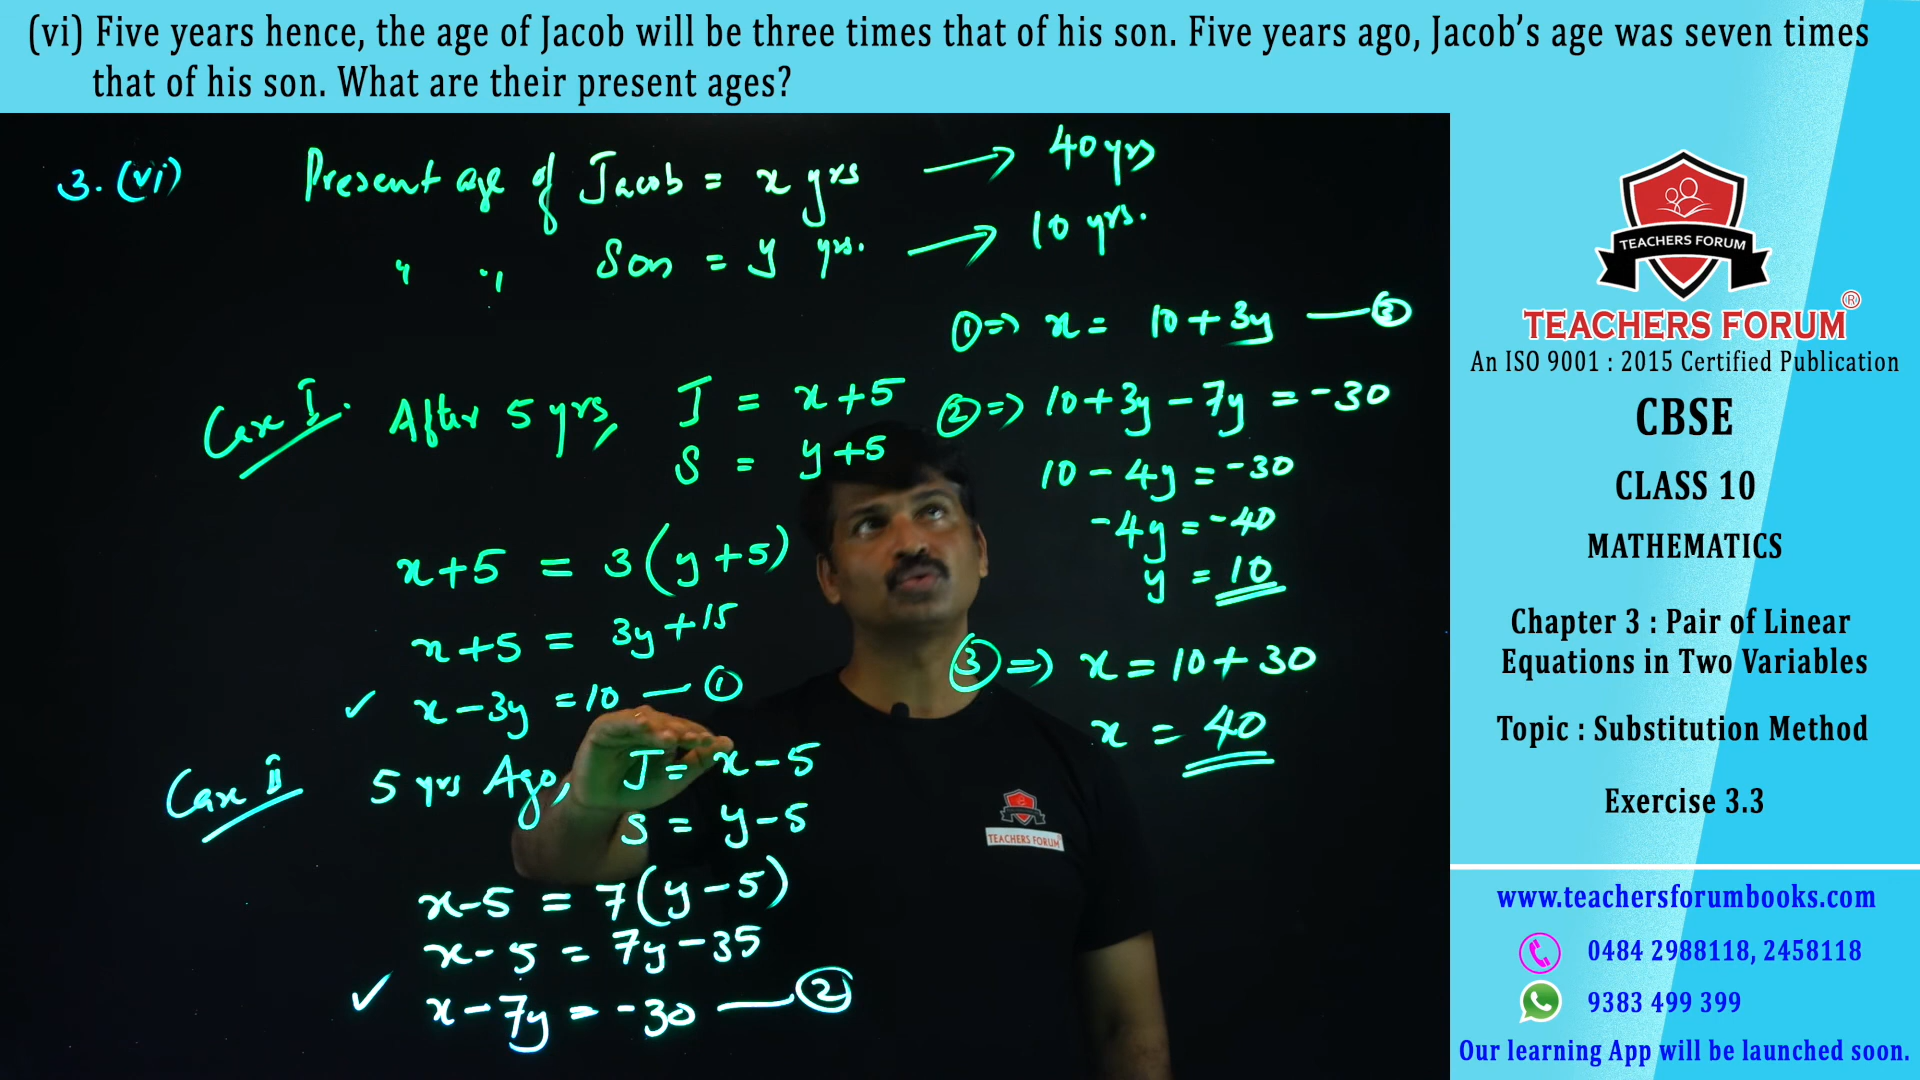 (vi) Five years hence, the age of Jacob will be three times that of his son. Five years ago, Jacob's age was seven times
that of his son. What are their present ages?
3. (vi)
Present age of Jacob = x yrs → 40 yrs
" " Son = y yrs. → 10 yrs.
Case I. After 5 yrs, J = x+5
S = y+5
x+5 = 3(y+5)
x+5 = 3y+15
✓ x-3y = 10 — ①
Case II 5 yrs Ago, J = x-5
S = y-5
x-5 = 7(y-5)
x-5 = 7y-35
✓ x-7y = -30 — ②
① => x = 10+3y — ③
② => 10+3y-7y = -30
10-4y = -30
-4y = -40
y = 10
③ => x = 10+30
x = 40
TEACHERS FORUM
TEACHERS FORUM
TEACHERS FORUM®
An ISO 9001 : 2015 Certified Publication
CBSE
CLASS 10
MATHEMATICS
Chapter 3 : Pair of Linear
Equations in Two Variables
Topic : Substitution Method
Exercise 3.3
www.teachersforumbooks.com
0484 2988118, 2458118
9383 499 399
Our learning App will be launched soon.